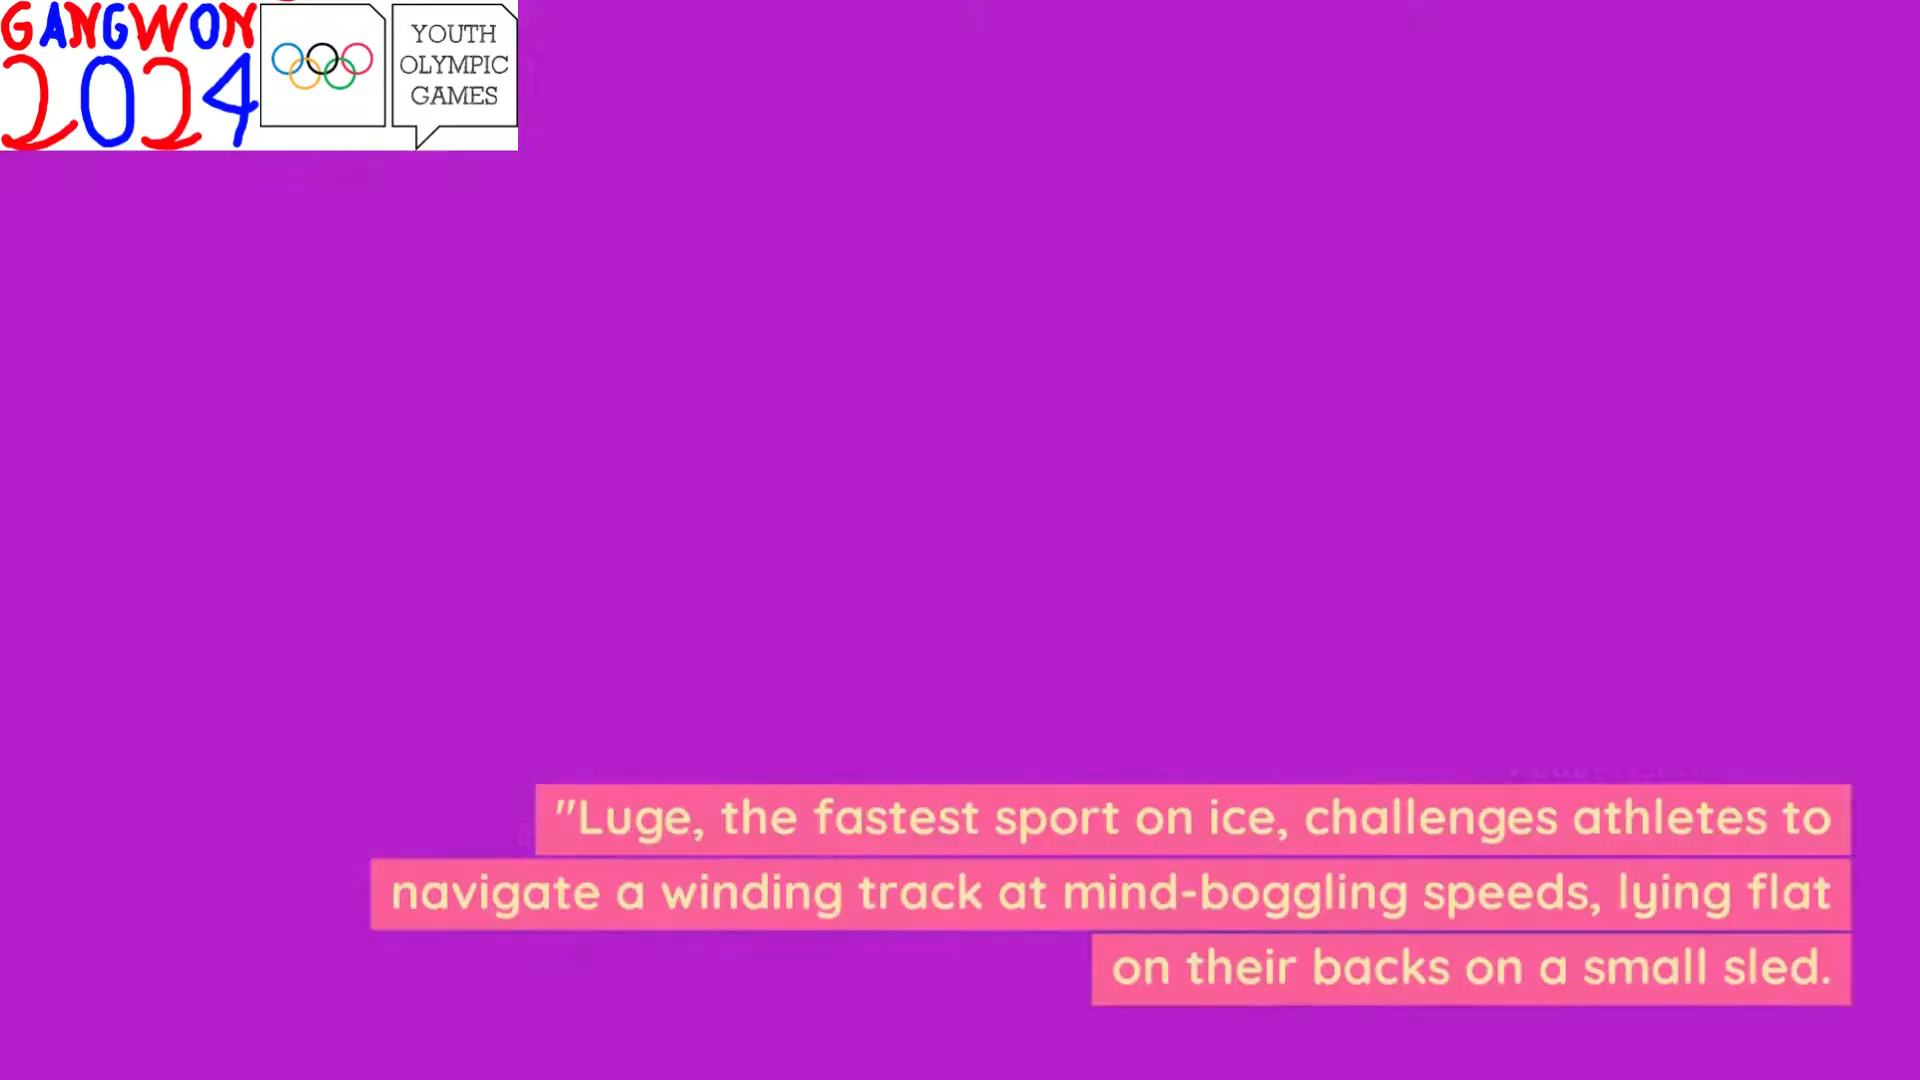 GANGWON
2024
YOUTH
OLYMPIC
GAMES
"Luge, the fastest sport on ice, challenges athletes to
navigate a winding track at mind-boggling speeds, lying flat
on their backs on a small sled.